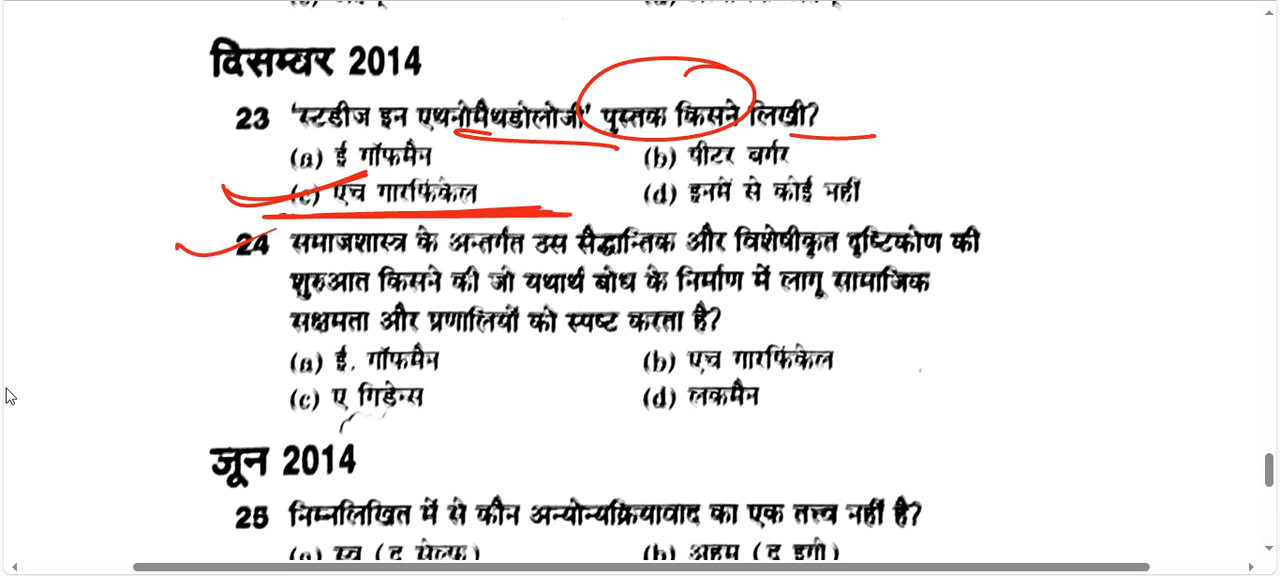 दिसम्बर 2014
23 'स्टडीज इन एथनोमैथडोलोजी' पुस्तक किसने लिखी?
(a) ई गॉफमैन (b) पीटर बर्गर
(c) एच गारफिंकेल (d) इनमें से कोई नहीं
24 समाजशास्त्र के अन्तर्गत उस सैद्धान्तिक और विशेषीकृत दृष्टिकोण की
शुरुआत किसने की जो यथार्थ बोध के निर्माण में लागू सामाजिक
सक्षमता और प्रणालियों को स्पष्ट करता है?
(a) ई. गॉफमैन (b) एच गारफिंकेल
(c) ए गिडेन्स (d) लकमैन
जून 2014
25 निम्नलिखित में से कौन अन्योन्यक्रियावाद का एक तत्त्व नहीं है?
(a) स्व (द सेल्फ) (b) अहम (द इगो)